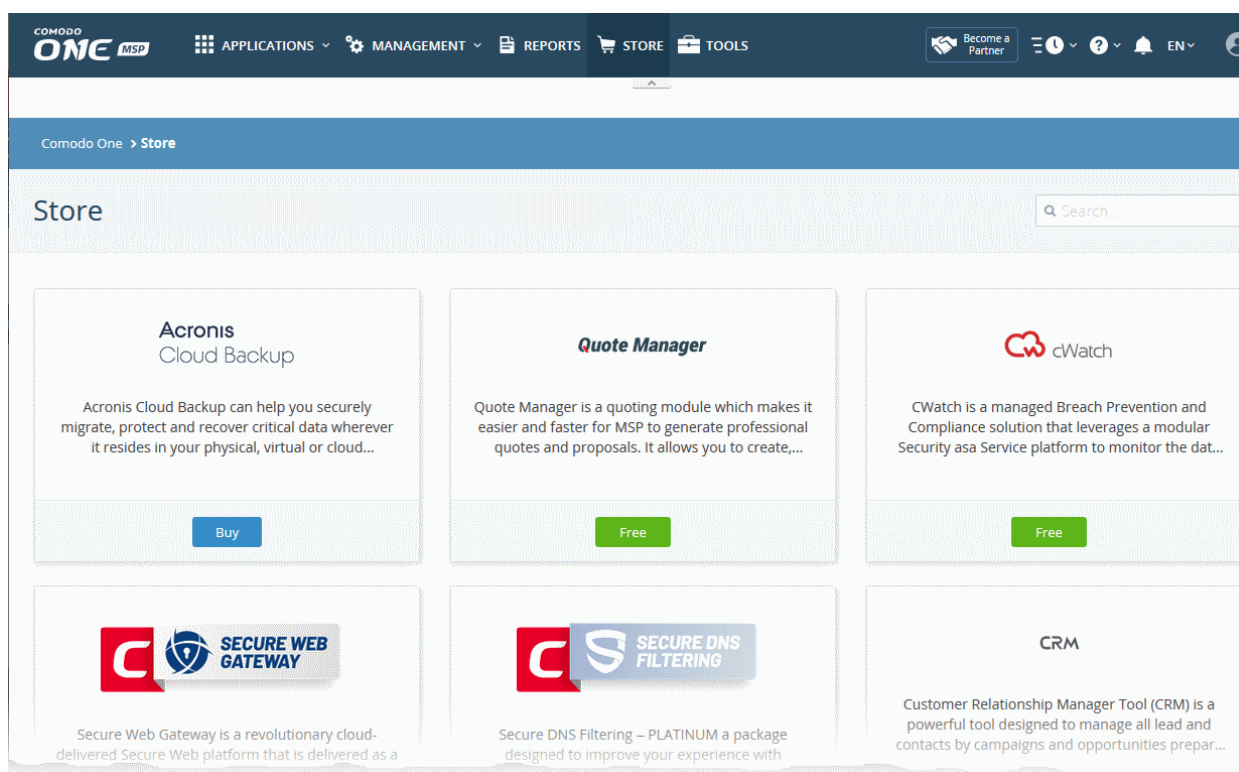 COMODO
ONE MSP
APPLICATIONS
MANAGEMENT
REPORTS
STORE
TOOLS
Become a
Partner
EN
Comodo One > Store
Store
Search...
Acronis
Cloud Backup
Acronis Cloud Backup can help you securely
migrate, protect and recover critical data wherever
it resides in your physical, virtual or cloud...
Buy
Quote Manager
Quote Manager is a quoting module which makes it
easier and faster for MSP to generate professional
quotes and proposals. It allows you to create,...
Free
cWatch
CWatch is a managed Breach Prevention and
Compliance solution that leverages a modular
Security asa Service platform to monitor the dat...
Free
C SECURE WEB
GATEWAY
Secure Web Gateway is a revolutionary cloud-
delivered Secure Web platform that is delivered as a
C SECURE DNS
FILTERING
Secure DNS Filtering – PLATINUM a package
designed to improve your experience with
CRM
Customer Relationship Manager Tool (CRM) is a
powerful tool designed to manage all lead and
contacts by campaigns and opportunities prepar...